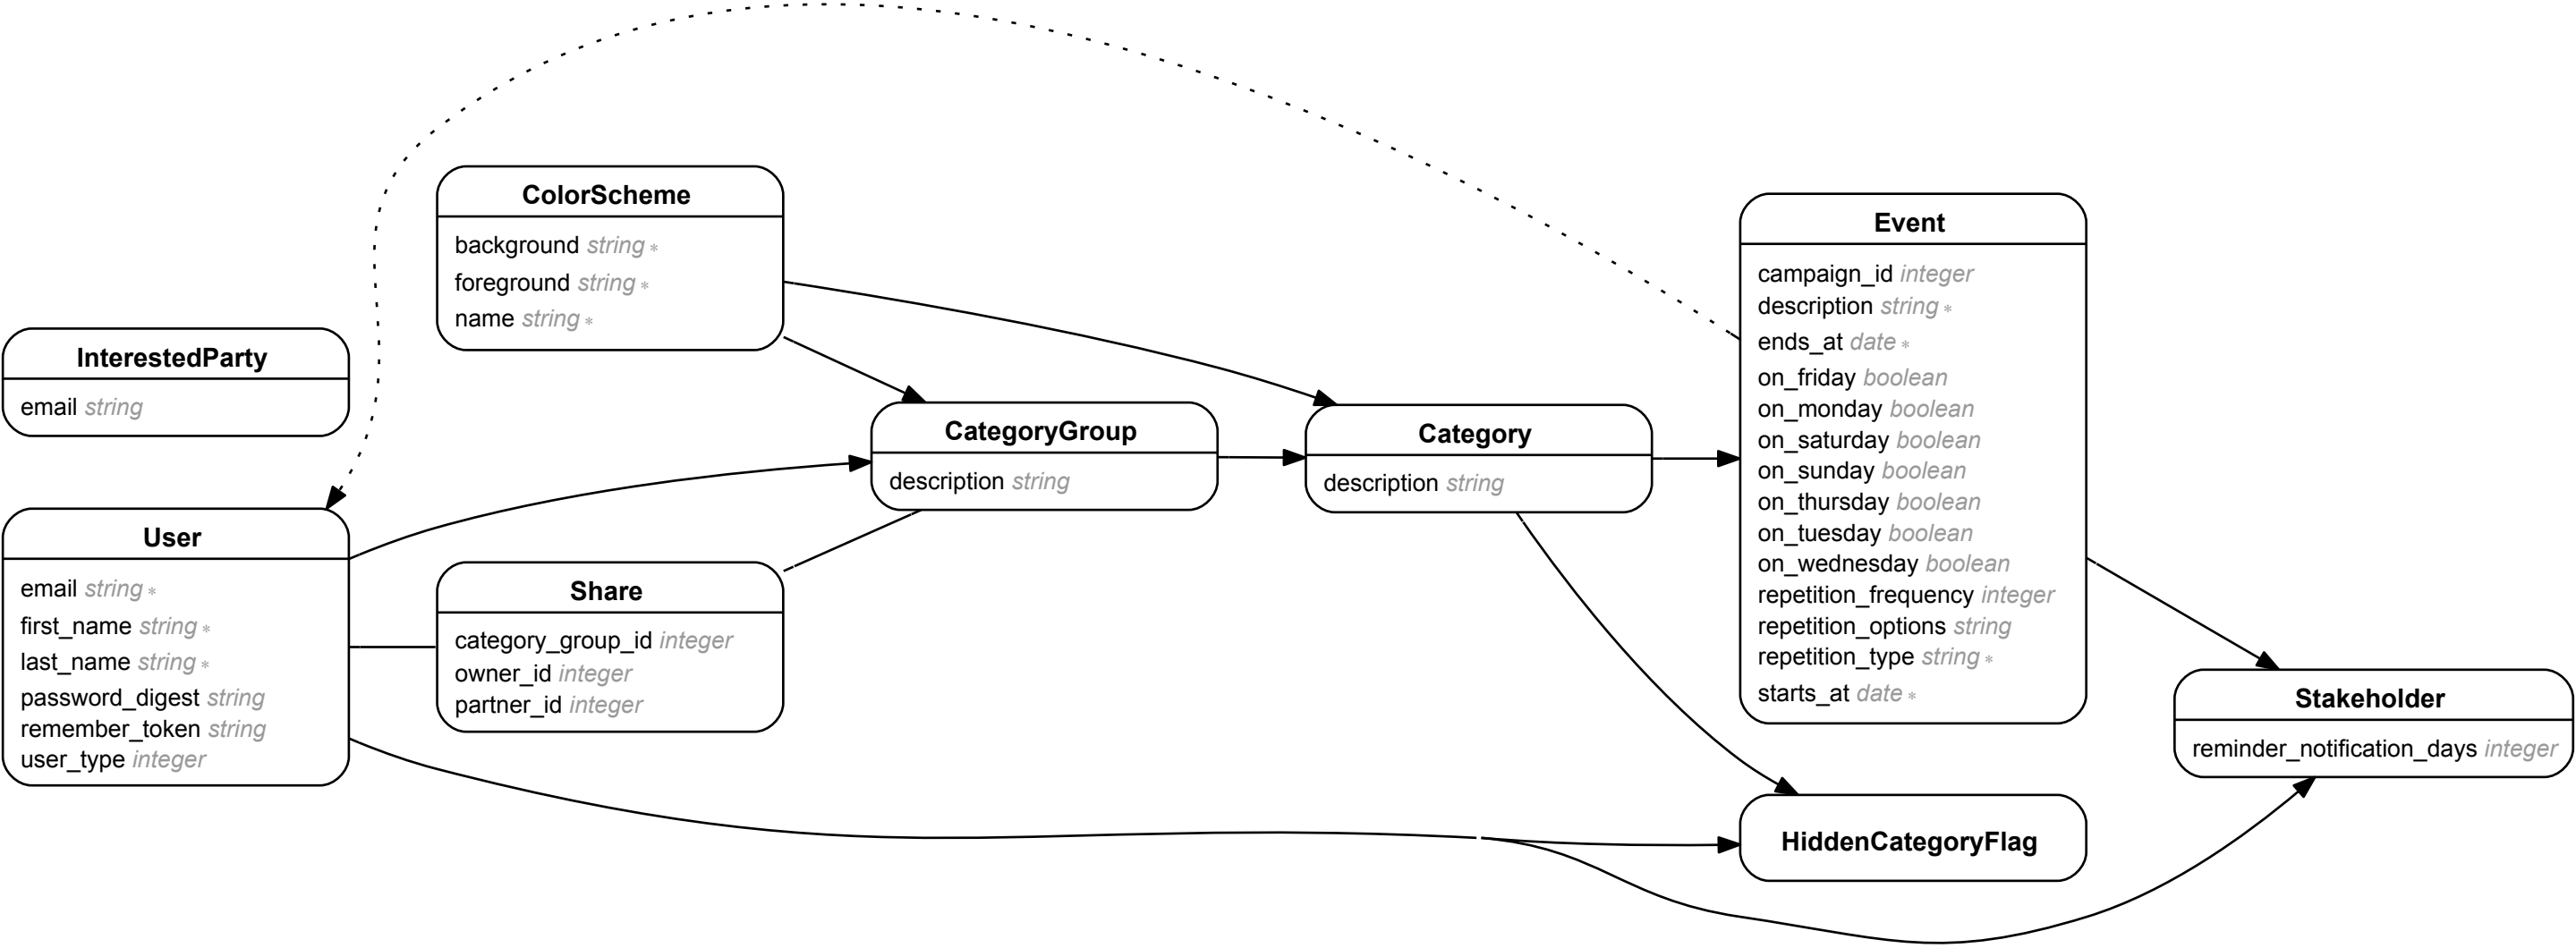 ColorScheme
background string *
foreground string *
name string *
InterestedParty
email string
User
email string *
first_name string *
last_name string *
password_digest string
remember_token string
user_type integer
Share
category_group_id integer
owner_id integer
partner_id integer
CategoryGroup
description string
Category
description string
Event
campaign_id integer
description string *
ends_at date *
on_friday boolean
on_monday boolean
on_saturday boolean
on_sunday boolean
on_thursday boolean
on_tuesday boolean
on_wednesday boolean
repetition_frequency integer
repetition_options string
repetition_type string *
starts_at date *
Stakeholder
reminder_notification_days integer
HiddenCategoryFlag